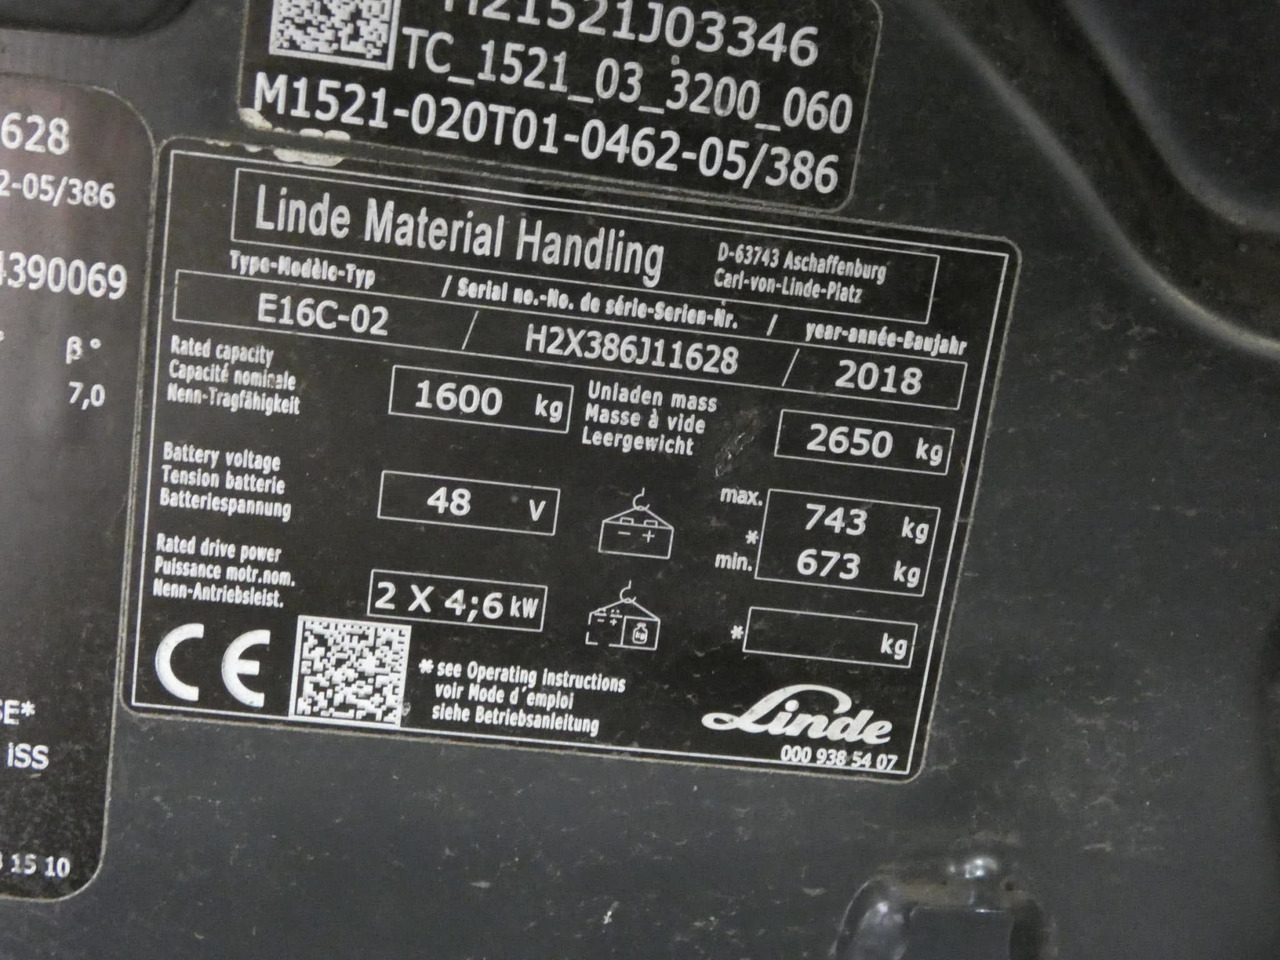 H21521J03346
TC_1521_03_3200_060
M1521-020T01-0462-05/386
628
2-05/386
4390069
β°
7,0
SE*
iSS
15 10
Linde Material Handling
D-63743 Aschaffenburg
Carl-von-Linde-Platz
Type-Modèle-Typ / Serial no.-No. de série-Serien-Nr. / year-année-Baujahr
E16C-02 / H2X386J11628 / 2018
Rated capacity
Capacité nominale
Nenn-Tragfähigkeit
1600 kg
Unladen mass
Masse à vide
Leergewicht
2650 kg
Battery voltage
Tension batterie
Batteriespannung
48 V
- +
max. 743 kg
*
min. 673 kg
Rated drive power
Puissance motr.nom.
Nenn-Antriebsleist.
2 X 4;6 kW
- +
kg
* kg
CE
* see Operating instructions
voir Mode d'emploi
siehe Betriebsanleitung
Linde
000 938 54 07